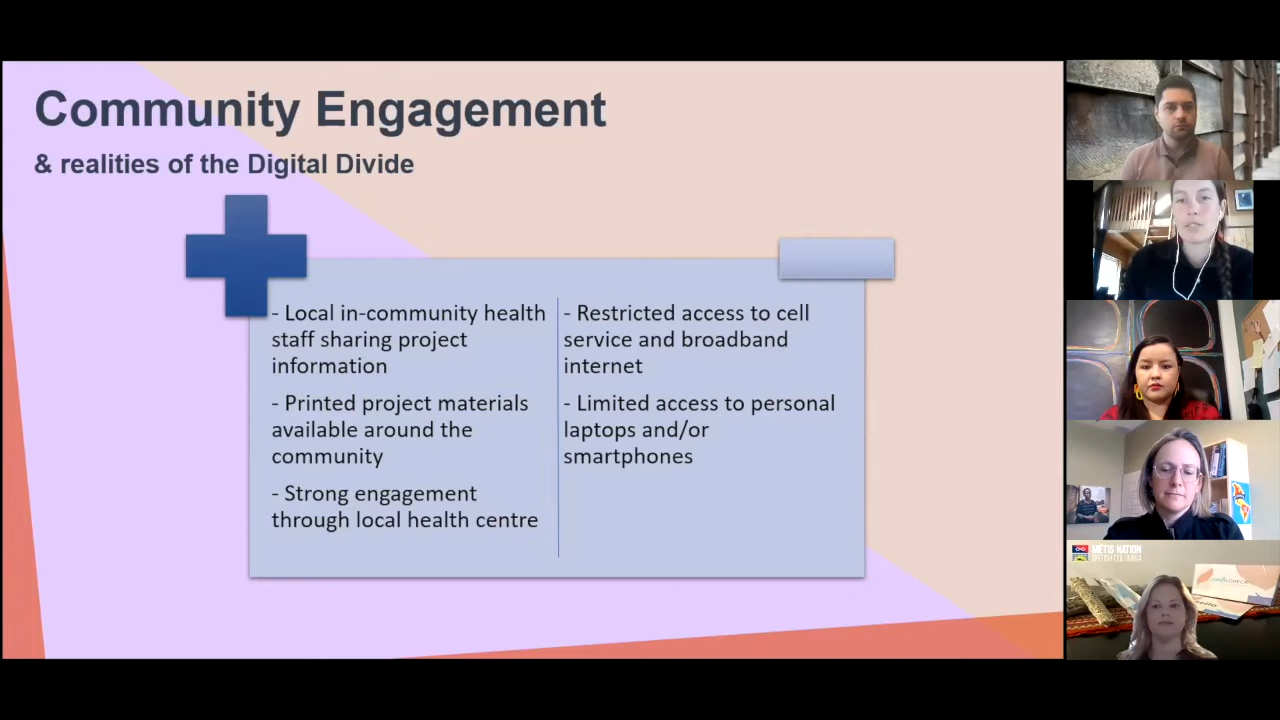 Community Engagement
& realities of the Digital Divide
- Local in-community health
staff sharing project
information
- Printed project materials
available around the
community
- Strong engagement
through local health centre
- Restricted access to cell
service and broadband
internet
- Limited access to personal
laptops and/or
smartphones
MÉTIS NATION
BRITISH COLUMBIA